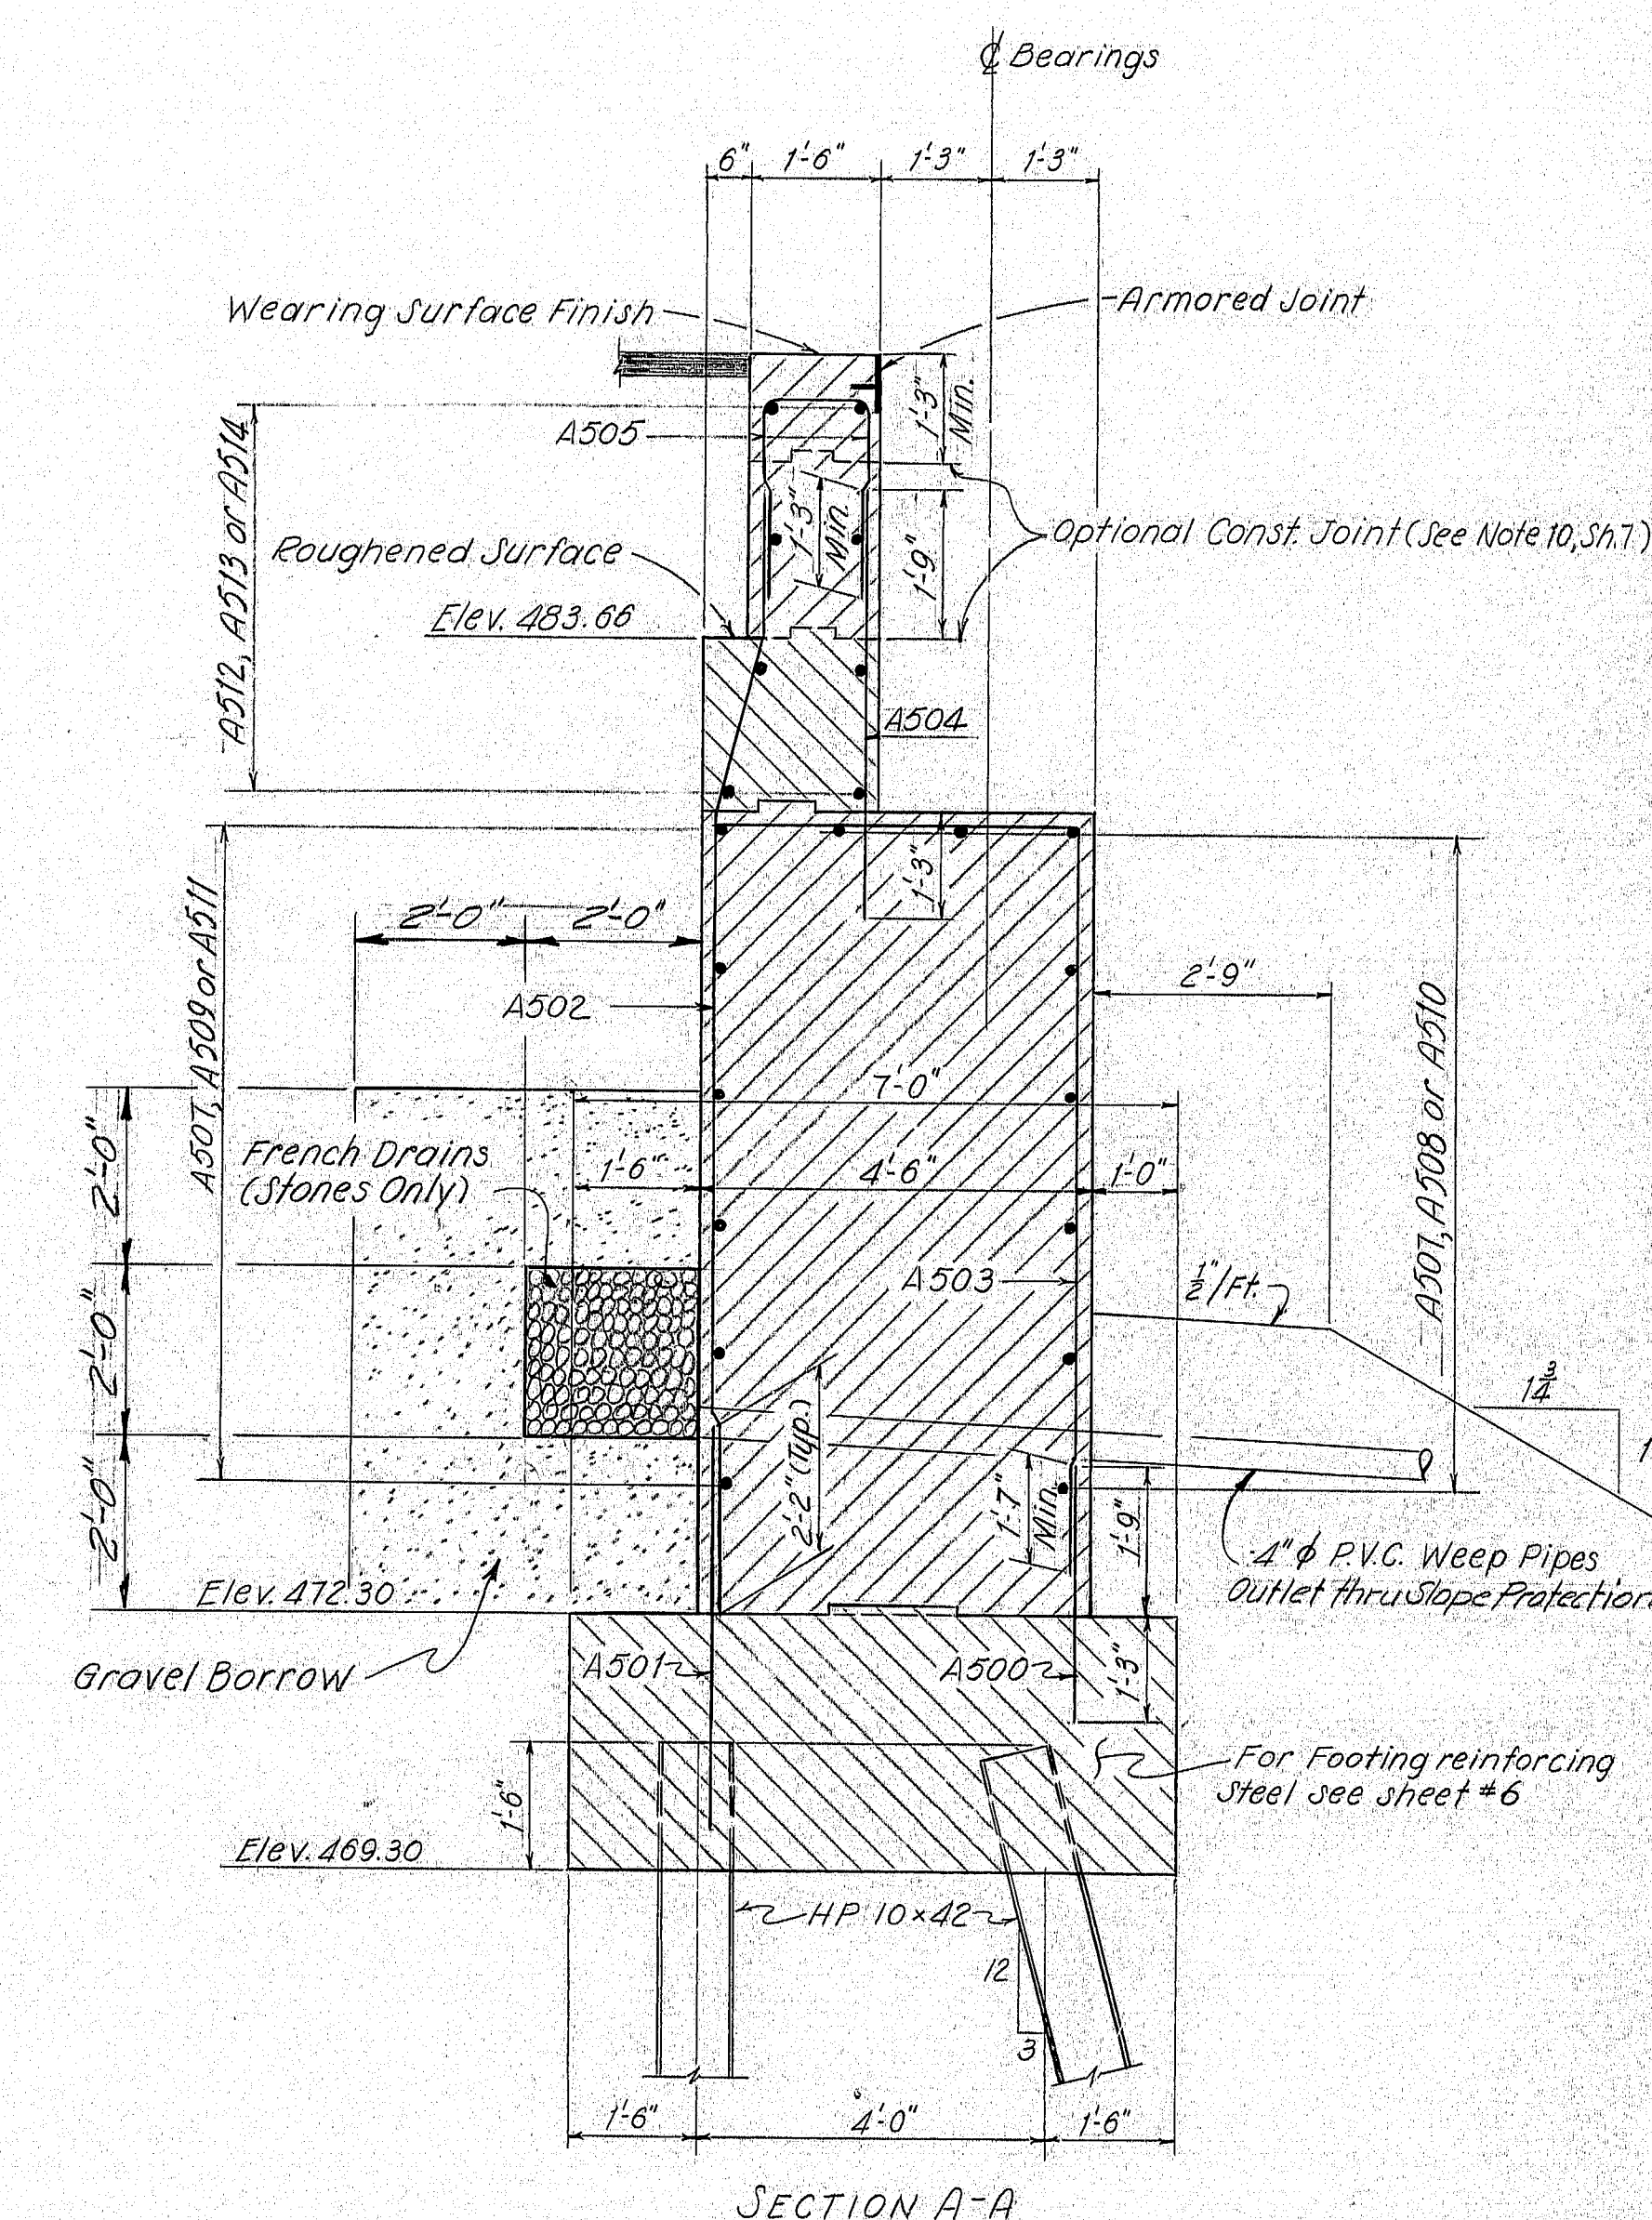 ℄ Bearings
6" 1'-6" 1'-3" 1'-3"
Wearing Surface Finish
Armored Joint
1'-3"
Min.
A505
A512, A513 or A514
1'-3"
Min.
Optional Const. Joint (See Note 10, Sh. 7)
1'-9"
Roughened Surface
Elev. 483.66
A504
1'-3"
A507, A509 or A511
2'-0" 2'-0"
2'-9"
A502
A507, A508 or A510
7'-0"
2'-0"
French Drains
(Stones Only)
1'-6" 4'-6" 1'-0"
A503
½"/Ft.
2'-0"
1¾
1
2'-2" (Typ.)
1'-7"
Min.
1'-9"
2'-0"
4"φ P.V.C. Weep Pipes
Outlet thru Slope Protection
Elev. 472.30
Gravel Borrow
A501
A500
1'-3"
For Footing reinforcing
Steel see sheet #6
1'-6"
Elev. 469.30
HP 10×42
12
3
1'-6" 4'-0" 1'-6"
SECTION A-A